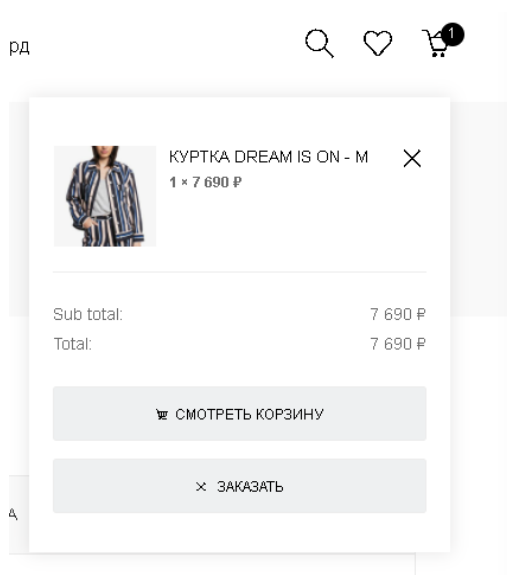 рд
1
КУРТКА DREAM IS ON - M
1 × 7 690 ₽
Sub total: 7 690 ₽
Total: 7 690 ₽
СМОТРЕТЬ КОРЗИНУ
ЗАКАЗАТЬ